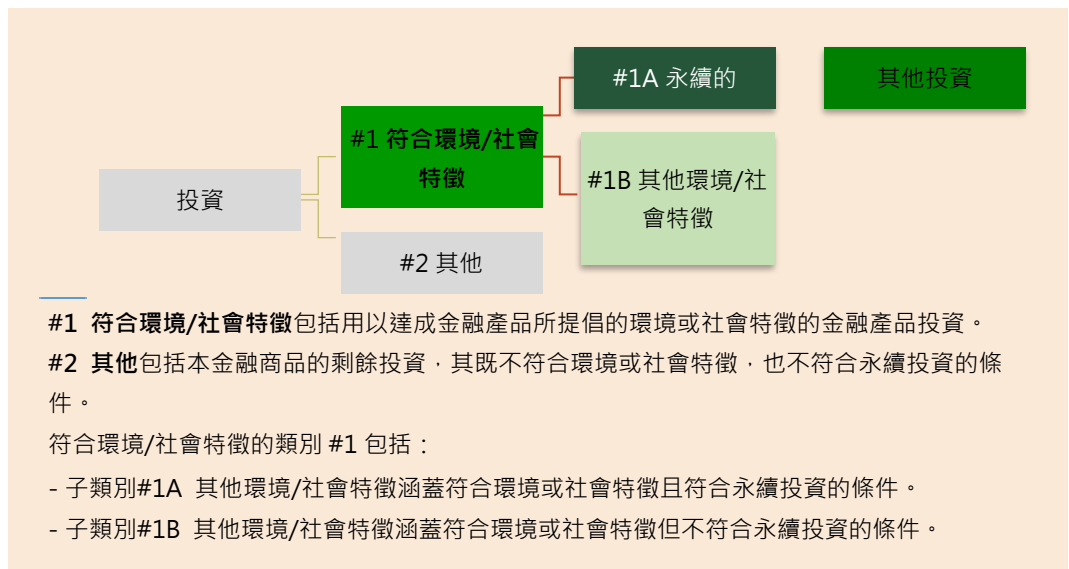 #1A 永續的
其他投資
#1 符合環境/社會
特徵
#1B 其他環境/社
會特徵
投資
#2 其他
#1 符合環境/社會特徵包括用以達成金融產品所提倡的環境或社會特徵的金融產品投資。
#2 其他包括本金融商品的剩餘投資，其既不符合環境或社會特徵，也不符合永續投資的條
件。
符合環境/社會特徵的類別 #1 包括：
- 子類別#1A 其他環境/社會特徵涵蓋符合環境或社會特徵且符合永續投資的條件。
- 子類別#1B 其他環境/社會特徵涵蓋符合環境或社會特徵但不符合永續投資的條件。